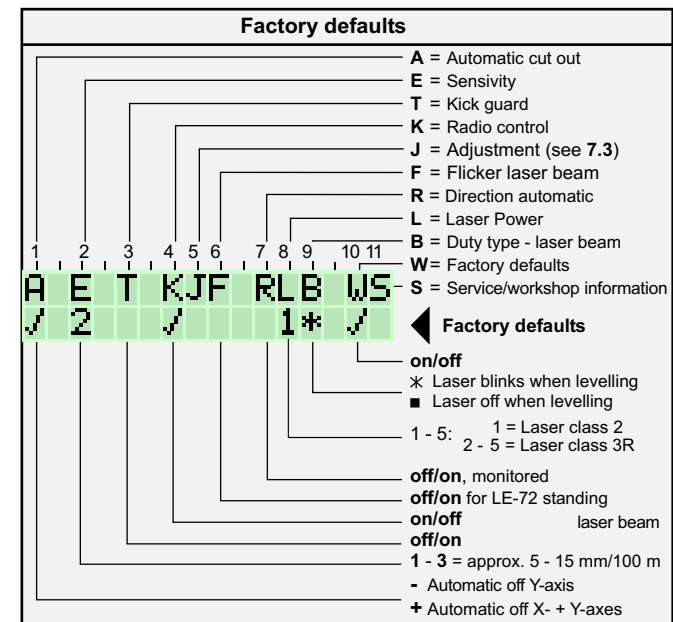 Factory defaults
A = Automatic cut out
E = Sensivity
T = Kick guard
K = Radio control
J = Adjustment (see 7.3)
F = Flicker laser beam
R = Direction automatic
L = Laser Power
B = Duty type - laser beam
W = Factory defaults
S = Service/workshop information
1 2 3 4 5 6 7 8 9 10 11
A E T KJF RLB WS
✓ 2 ✓ 1* ✓
Factory defaults
on/off
* Laser blinks when levelling
■ Laser off when levelling
1 - 5: 1 = Laser class 2
2 - 5 = Laser class 3R
off/on, monitored
off/on for LE-72 standing
on/off laser beam
off/on
1 - 3 = approx. 5 - 15 mm/100 m
- Automatic off Y-axis
+ Automatic off X- + Y-axes